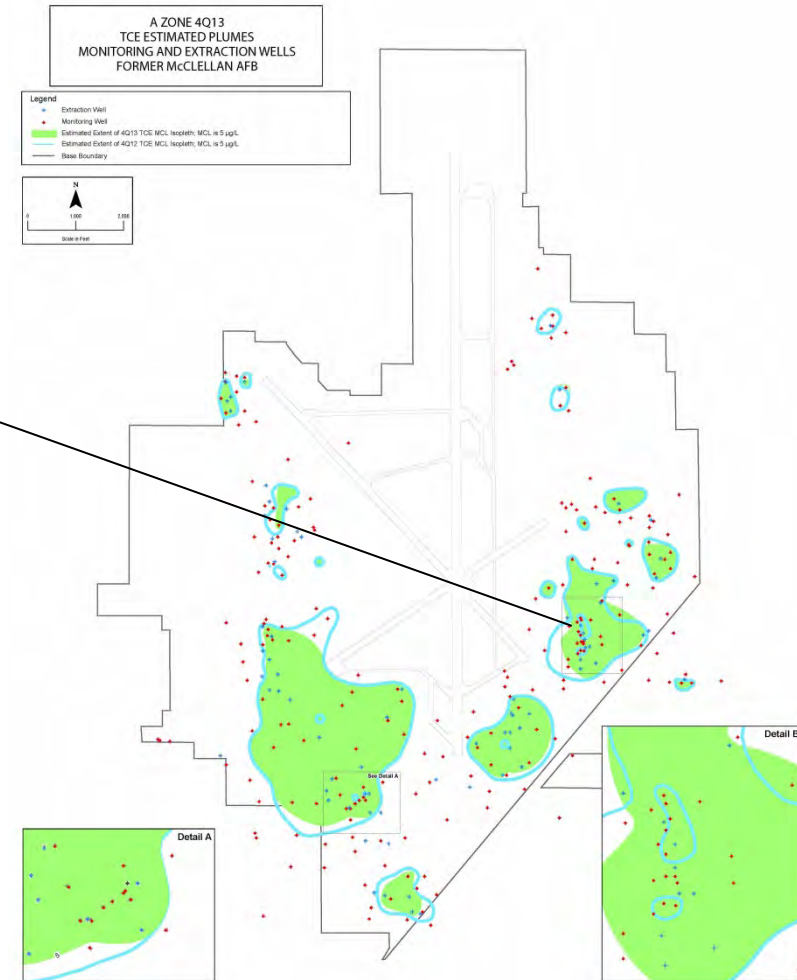 A ZONE 4Q13
TCE ESTIMATED PLUMES
MONITORING AND EXTRACTION WELLS
FORMER McCLELLAN AFB
Legend
Extraction Well
Monitoring Well
Estimated Extent of 4Q13 TCE MCL Isopleth; MCL is 5 µg/L
Estimated Extent of 4Q12 TCE MCL Isopleth; MCL is 5 µg/L
Base Boundary
N
0 1,000 2,000
Scale in Feet
See Detail A
Detail B
Detail A
5